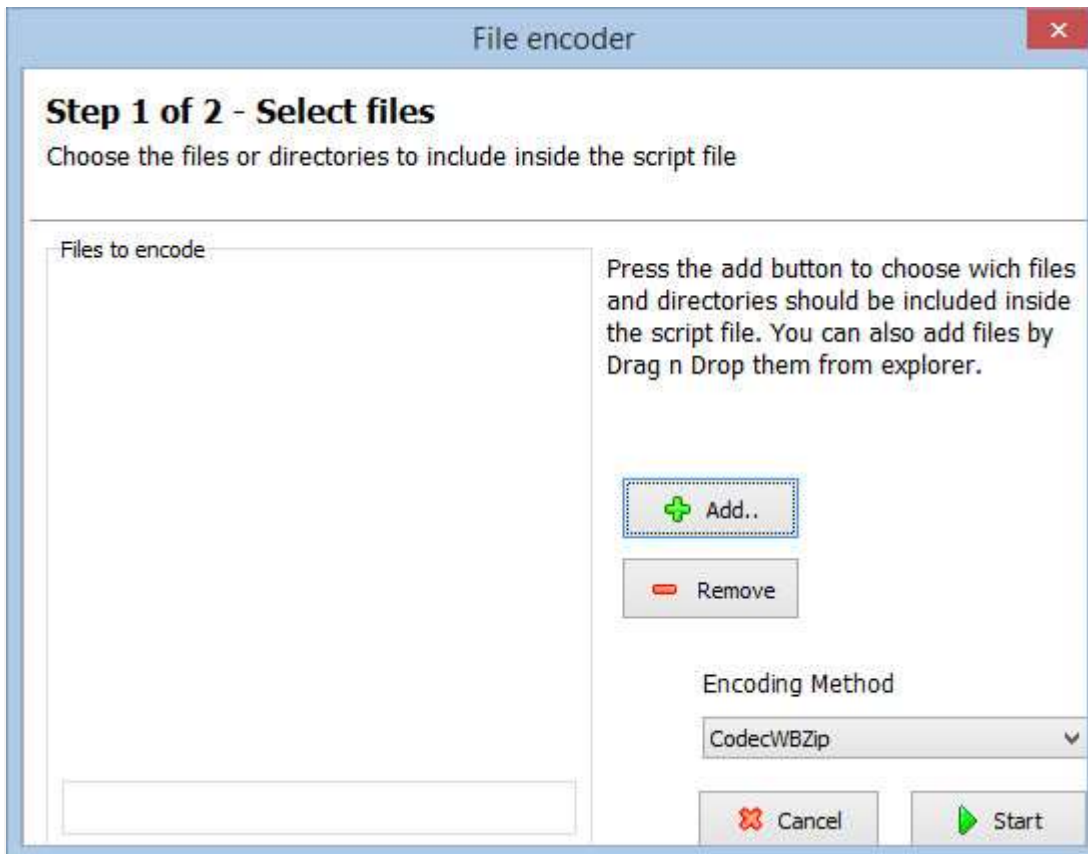 File encoder
Step 1 of 2 - Select files
Choose the files or directories to include inside the script file
Files to encode
Press the add button to choose wich files
and directories should be included inside
the script file. You can also add files by
Drag n Drop them from explorer.
Add..
Remove
Encoding Method
CodecWBZip
Cancel
Start